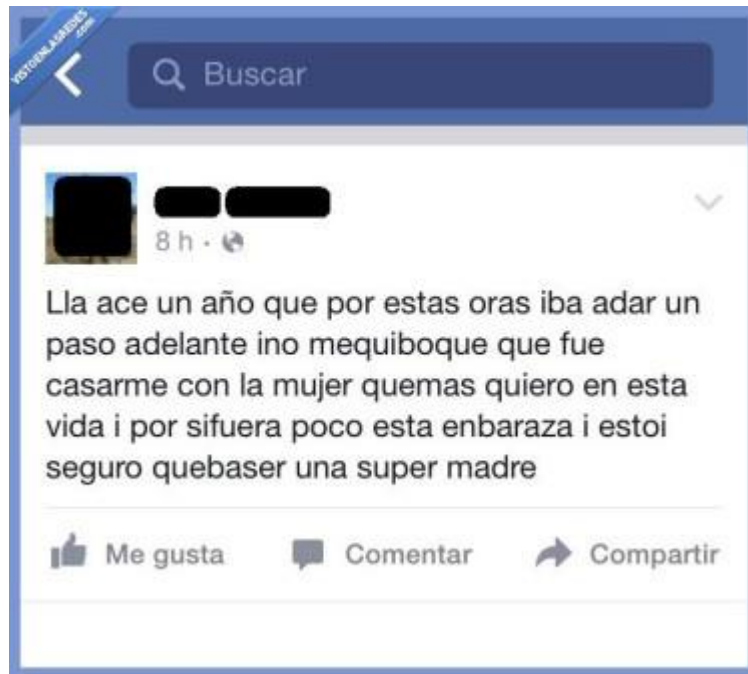 VISTOENLASREDES
.com
Buscar
8 h ·
Lla ace un año que por estas oras iba adar un
paso adelante ino mequiboque que fue
casarme con la mujer quemas quiero en esta
vida i por sifuera poco esta enbaraza i estoi
seguro quebaser una super madre
Me gusta
Comentar
Compartir